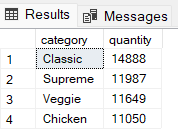 Results Messages
category quantity
1 Classic 14888
2 Supreme 11987
3 Veggie 11649
4 Chicken 11050